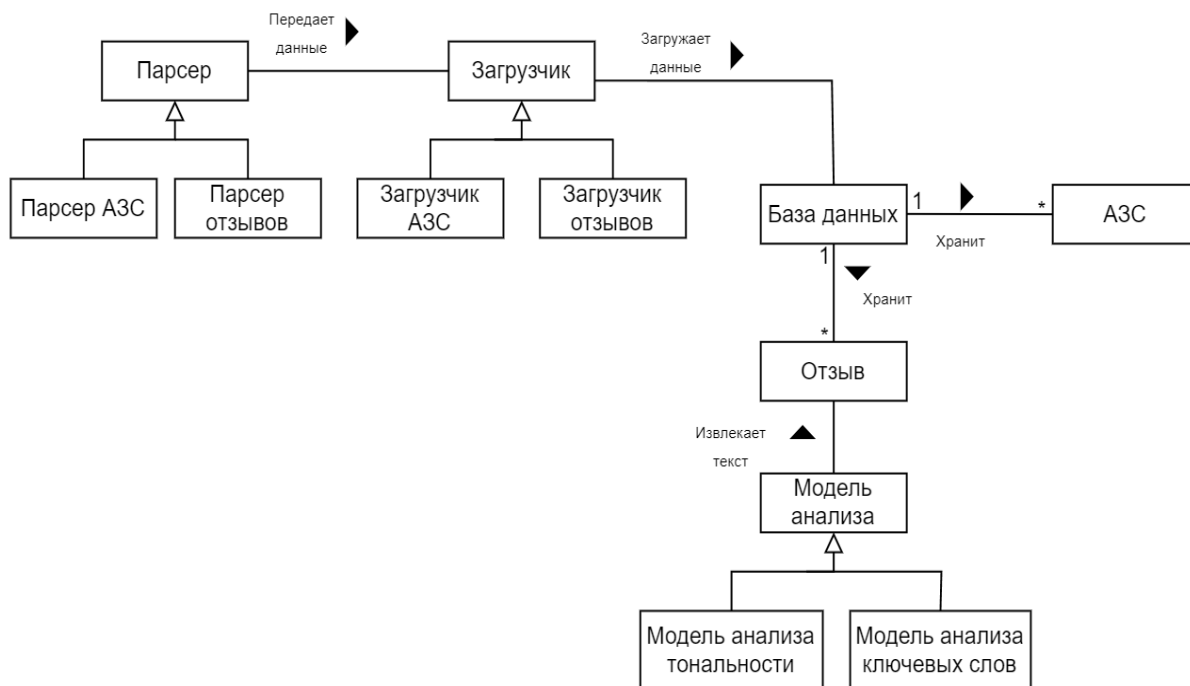 Передает
данные
Загружает
данные
Парсер
Загрузчик
Парсер АЗС
Парсер
отзывов
Загрузчик
АЗС
Загрузчик
отзывов
База данных
1
*
АЗС
Хранит
1
Хранит
*
Отзыв
Извлекает
текст
Модель
анализа
Модель анализа
тональности
Модель анализа
ключевых слов